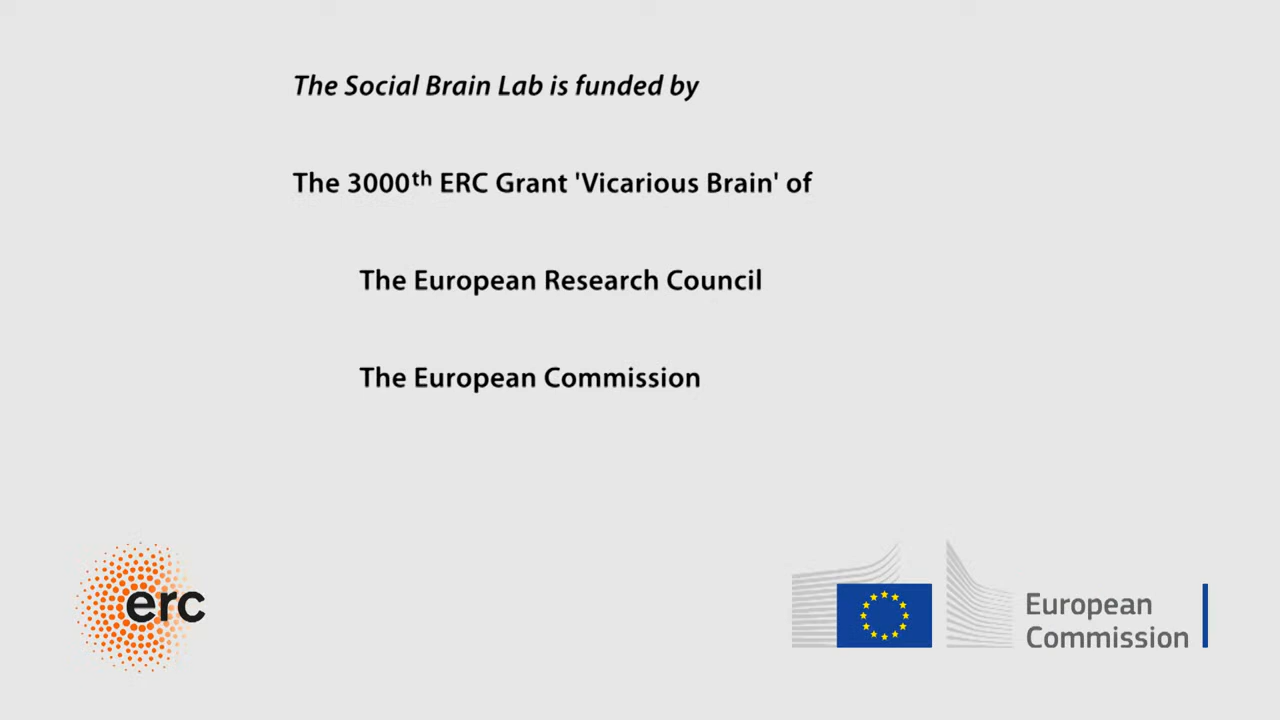 The Social Brain Lab is funded by
The 3000th ERC Grant 'Vicarious Brain' of
The European Research Council
The European Commission
erc
European
Commission